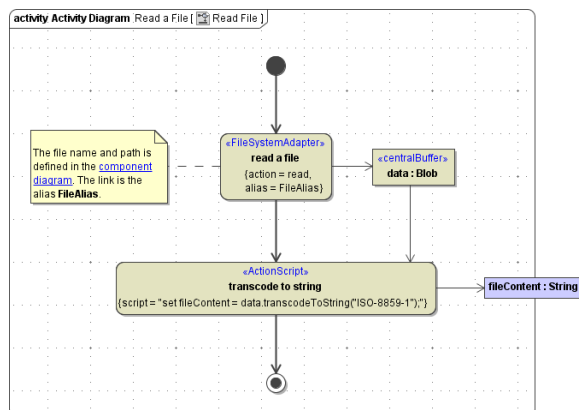 activity Activity Diagram Read a File [ Read File ]
The file name and path is
defined in the component
diagram. The link is the
alias FileAlias.
«FileSystemAdapter»
read a file
{action = read,
alias = FileAlias}
«centralBuffer»
data : Blob
«ActionScript»
transcode to string
{script = "set fileContent = data.transcodeToString("ISO-8859-1");"}
fileContent : String